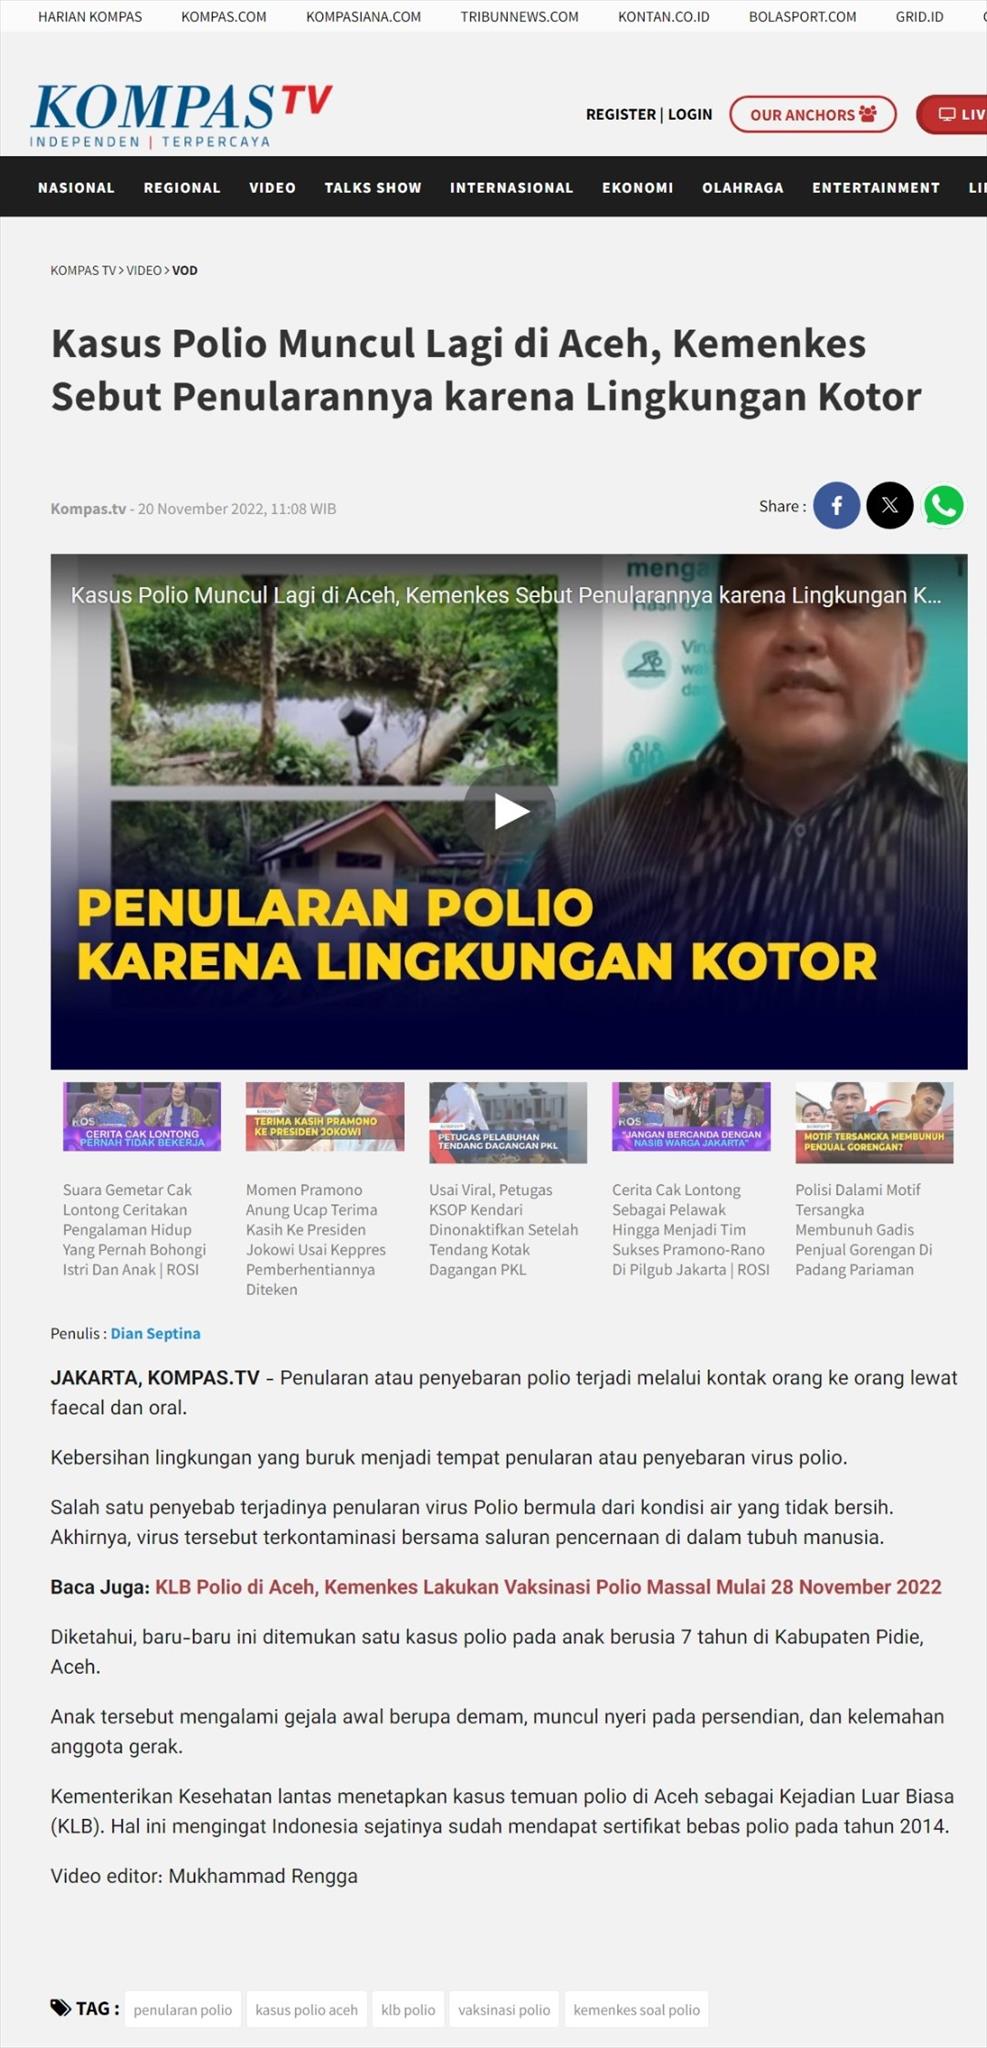 HARIAN KOMPAS KOMPAS.COM KOMPASIANA.COM TRIBUNNEWS.COM KONTAN.CO.ID BOLASPORT.COM GRID.ID
KOMPAS TV
INDEPENDEN | TERPERCAYA
REGISTER | LOGIN OUR ANCHORS LIV
NASIONAL REGIONAL VIDEO TALKS SHOW INTERNASIONAL EKONOMI OLAHRAGA ENTERTAINMENT LI
KOMPAS TV > VIDEO > VOD
Kasus Polio Muncul Lagi di Aceh, Kemenkes
Sebut Penularannya karena Lingkungan Kotor
Kompas.tv - 20 November 2022, 11:08 WIB
Share :
menga
Kasus Polio Muncul Lagi di Aceh, Kemenkes Sebut Penularannya karena Lingkungan K...
PENULARAN POLIO
KARENA LINGKUNGAN KOTOR
ROS
CERITA CAK LONTONG
PERNAH TIDAK BEKERJA
TERIMA KASIH PRAMONO
KE PRESIDEN JOKOWI
PETUGAS PELABUHAN
TENDANG DAGANGAN PKL
ROS
"JANGAN BERCANDA DENGAN
NASIB WARGA JAKARTA"
MOTIF TERSANGKA MEMBUNUH
PENJUAL GORENGAN?
Suara Gemetar Cak
Lontong Ceritakan
Pengalaman Hidup
Yang Pernah Bohongi
Istri Dan Anak | ROSI
Momen Pramono
Anung Ucap Terima
Kasih Ke Presiden
Jokowi Usai Keppres
Pemberhentiannya
Diteken
Usai Viral, Petugas
KSOP Kendari
Dinonaktifkan Setelah
Tendang Kotak
Dagangan PKL
Cerita Cak Lontong
Sebagai Pelawak
Hingga Menjadi Tim
Sukses Pramono-Rano
Di Pilgub Jakarta | ROSI
Polisi Dalami Motif
Tersangka
Membunuh Gadis
Penjual Gorengan Di
Padang Pariaman
Penulis : Dian Septina
JAKARTA, KOMPAS.TV - Penularan atau penyebaran polio terjadi melalui kontak orang ke orang lewat
faecal dan oral.
Kebersihan lingkungan yang buruk menjadi tempat penularan atau penyebaran virus polio.
Salah satu penyebab terjadinya penularan virus Polio bermula dari kondisi air yang tidak bersih.
Akhirnya, virus tersebut terkontaminasi bersama saluran pencernaan di dalam tubuh manusia.
Baca Juga: KLB Polio di Aceh, Kemenkes Lakukan Vaksinasi Polio Massal Mulai 28 November 2022
Diketahui, baru-baru ini ditemukan satu kasus polio pada anak berusia 7 tahun di Kabupaten Pidie,
Aceh.
Anak tersebut mengalami gejala awal berupa demam, muncul nyeri pada persendian, dan kelemahan
anggota gerak.
Kementerikan Kesehatan lantas menetapkan kasus temuan polio di Aceh sebagai Kejadian Luar Biasa
(KLB). Hal ini mengingat Indonesia sejatinya sudah mendapat sertifikat bebas polio pada tahun 2014.
Video editor: Mukhammad Rengga
TAG : penularan polio kasus polio aceh klb polio vaksinasi polio kemenkes soal polio